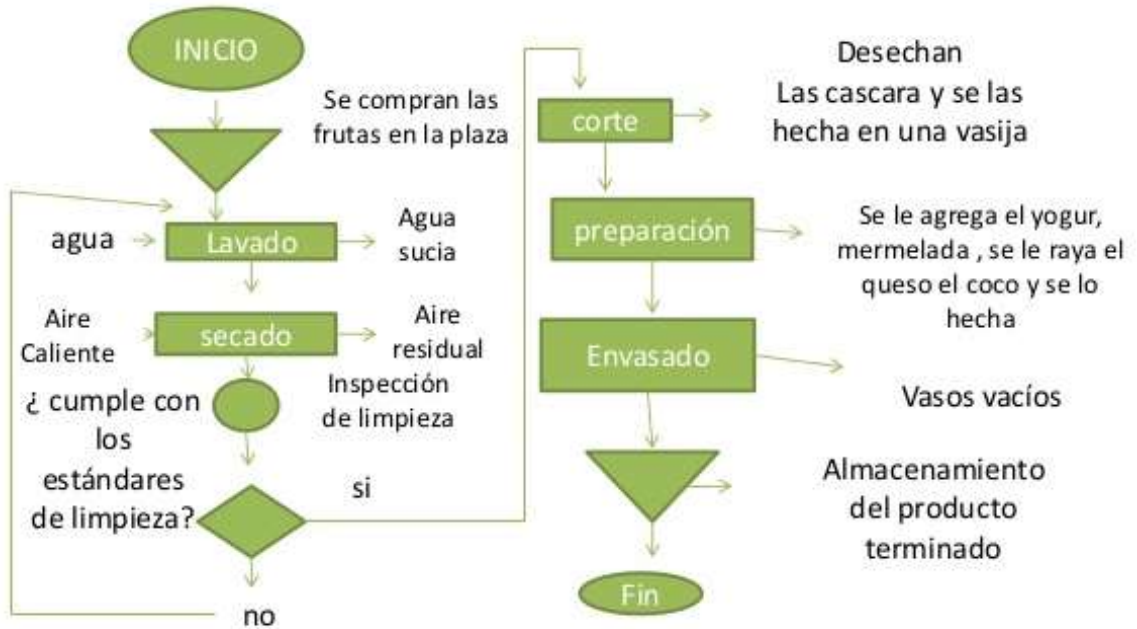 INICIO
Se compran las
frutas en la plaza
agua
Lavado
Agua
sucia
Aire
Caliente
secado
Aire
residual
Inspección
de limpieza
¿ cumple con
los
estándares
de limpieza?
si
no
corte
Desechan
Las cascara y se las
hecha en una vasija
preparación
Se le agrega el yogur,
mermelada , se le raya el
queso el coco y se lo
hecha
Envasado
Vasos vacíos
Almacenamiento
del producto
terminado
Fin